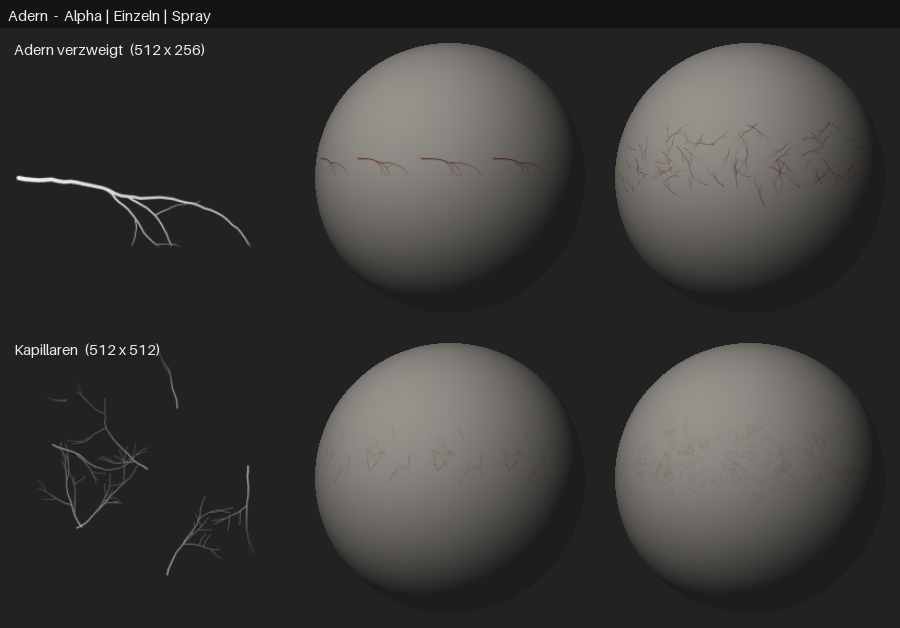 Adern - Alpha | Einzeln | Spray
Adern verzweigt (512 x 256)
Kapillaren (512 x 512)